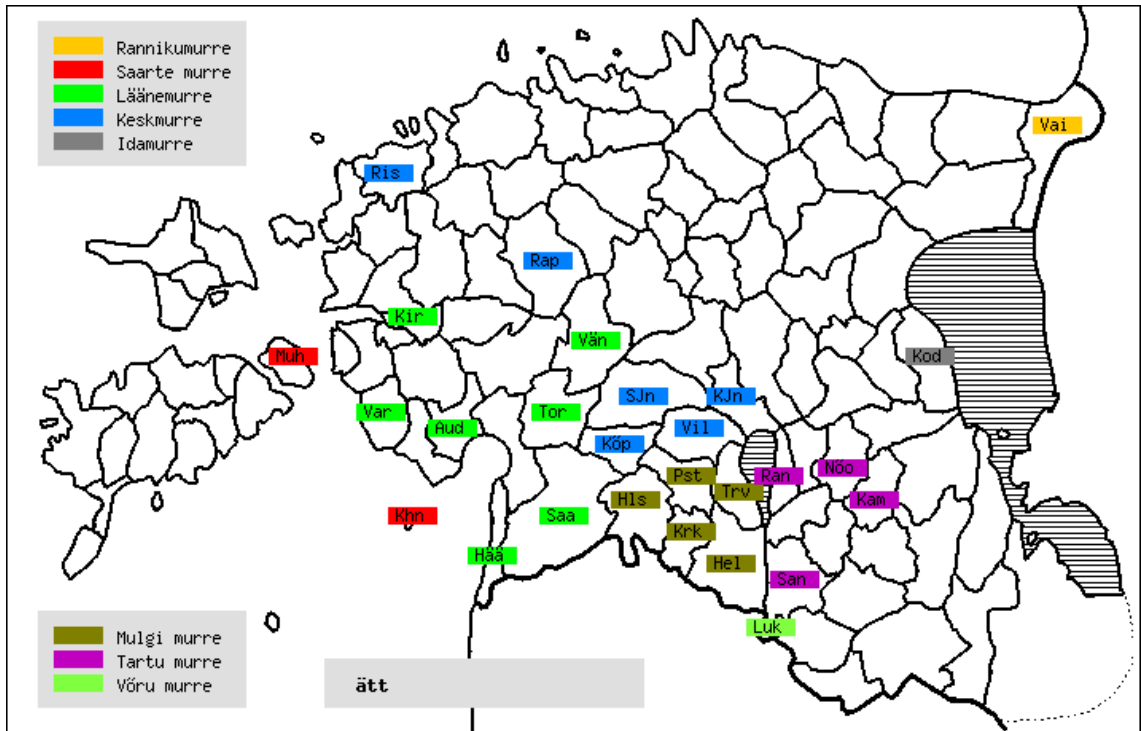 Rannikumurre
Saarte murre
Läänemurre
Keskmurre
Idamurre
Vai
Ris
Rap
Kir
Vän
Muh
Kod
SJn
KJn
Var
Tor
Aud
Vil
Kõp
Pst
Ran
Nõo
Trv
Hls
Kam
Khn
Saa
Krk
Hää
Hel
San
Luk
Mulgi murre
Tartu murre
Võru murre
ätt